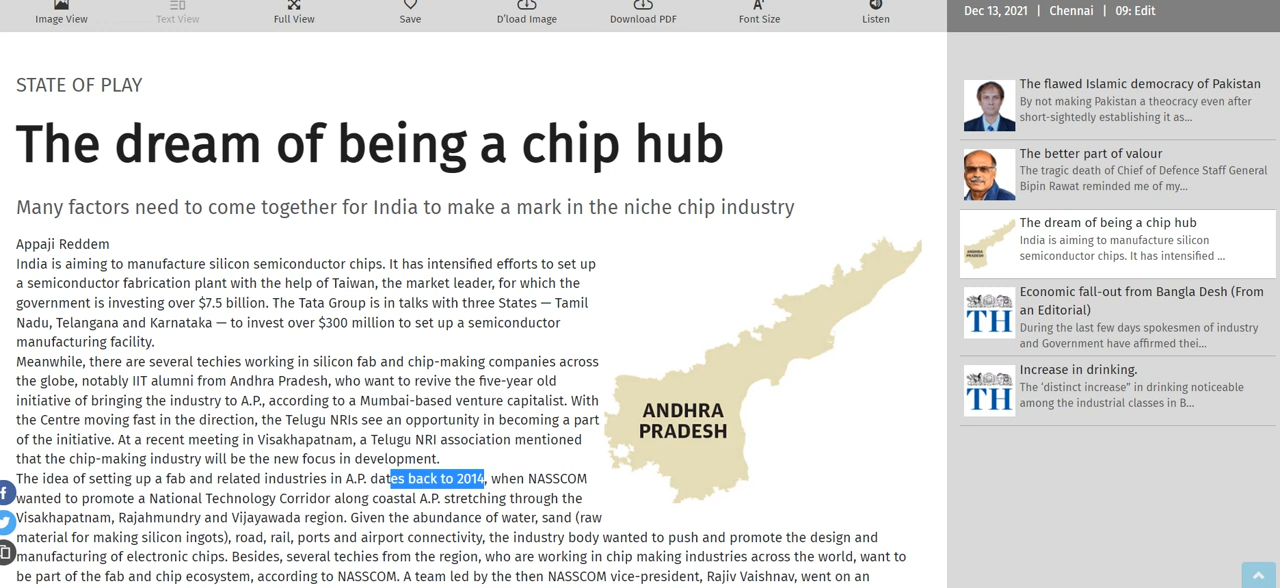 Image View
Text View
Full View
Save
D'load Image
Download PDF
Font Size
Listen
Dec 13, 2021 | Chennai | 09: Edit
STATE OF PLAY
The dream of being a chip hub
Many factors need to come together for India to make a mark in the niche chip industry
Appaji Reddem
India is aiming to manufacture silicon semiconductor chips. It has intensified efforts to set up
a semiconductor fabrication plant with the help of Taiwan, the market leader, for which the
government is investing over $7.5 billion. The Tata Group is in talks with three States — Tamil
Nadu, Telangana and Karnataka — to invest over $300 million to set up a semiconductor
manufacturing facility.
Meanwhile, there are several techies working in silicon fab and chip-making companies across
the globe, notably IIT alumni from Andhra Pradesh, who want to revive the five-year old
initiative of bringing the industry to A.P., according to a Mumbai-based venture capitalist. With
the Centre moving fast in the direction, the Telugu NRIs see an opportunity in becoming a part
of the initiative. At a recent meeting in Visakhapatnam, a Telugu NRI association mentioned
that the chip-making industry will be the new focus in development.
The idea of setting up a fab and related industries in A.P. dates back to 2014, when NASSCOM
wanted to promote a National Technology Corridor along coastal A.P. stretching through the
Visakhapatnam, Rajahmundry and Vijayawada region. Given the abundance of water, sand (raw
material for making silicon ingots), road, rail, ports and airport connectivity, the industry body wanted to push and promote the design and
manufacturing of electronic chips. Besides, several techies from the region, who are working in chip making industries across the world, want to
be part of the fab and chip ecosystem, according to NASSCOM. A team led by the then NASSCOM vice-president, Rajiv Vaishnav, went on an
ANDHRA
PRADESH
The flawed Islamic democracy of Pakistan
By not making Pakistan a theocracy even after
short-sightedly establishing it as...
The better part of valour
The tragic death of Chief of Defence Staff General
Bipin Rawat reminded me of my...
ANDHRA
PRADESH
The dream of being a chip hub
India is aiming to manufacture silicon
semiconductor chips. It has intensified ...
TH
Economic fall-out from Bangla Desh (From
an Editorial)
During the last few days spokesmen of industry
and Government have affirmed thei...
TH
Increase in drinking.
The ‘distinct increase” in drinking noticeable
among the industrial classes in B...